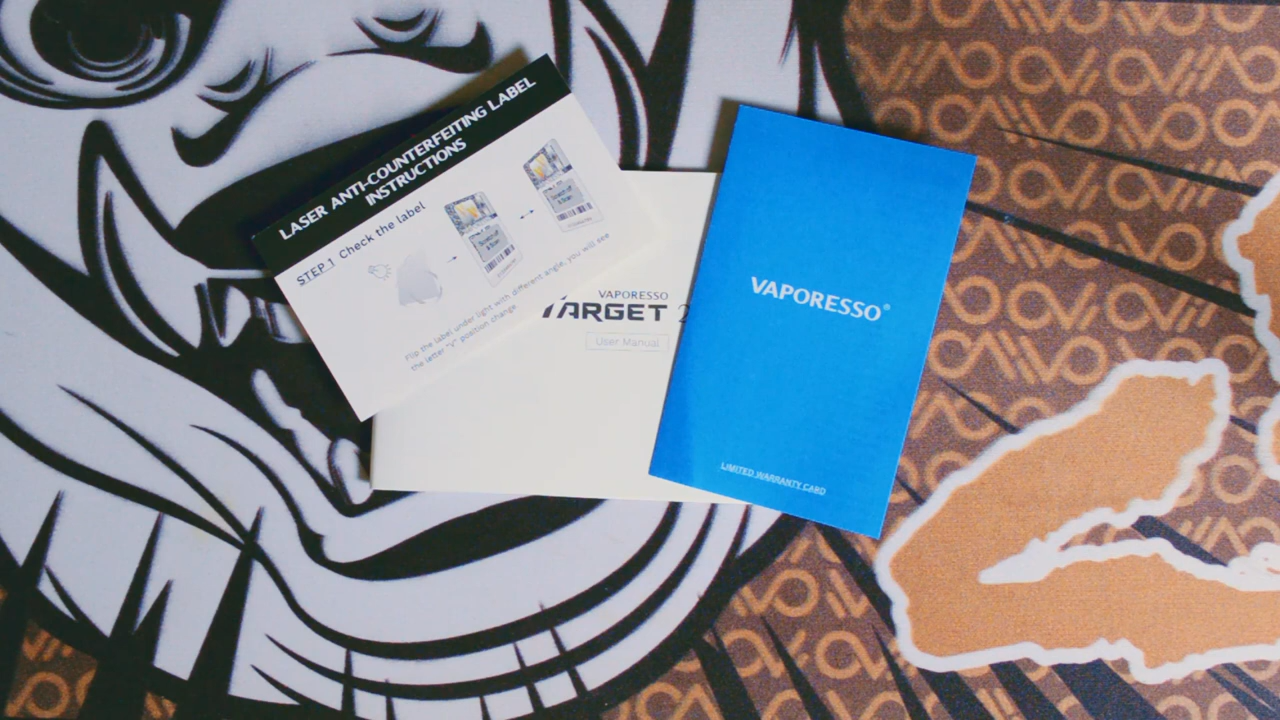 LASER ANTI-COUNTERFEITING LABEL
INSTRUCTIONS
STEP 1 Check the label
Flip the label under light with different angle, you will see
the letter "V" position change.
VAPORESSO
TARGET 2
User Manual
VAPORESSO®
LIMITED WARRANTY CARD